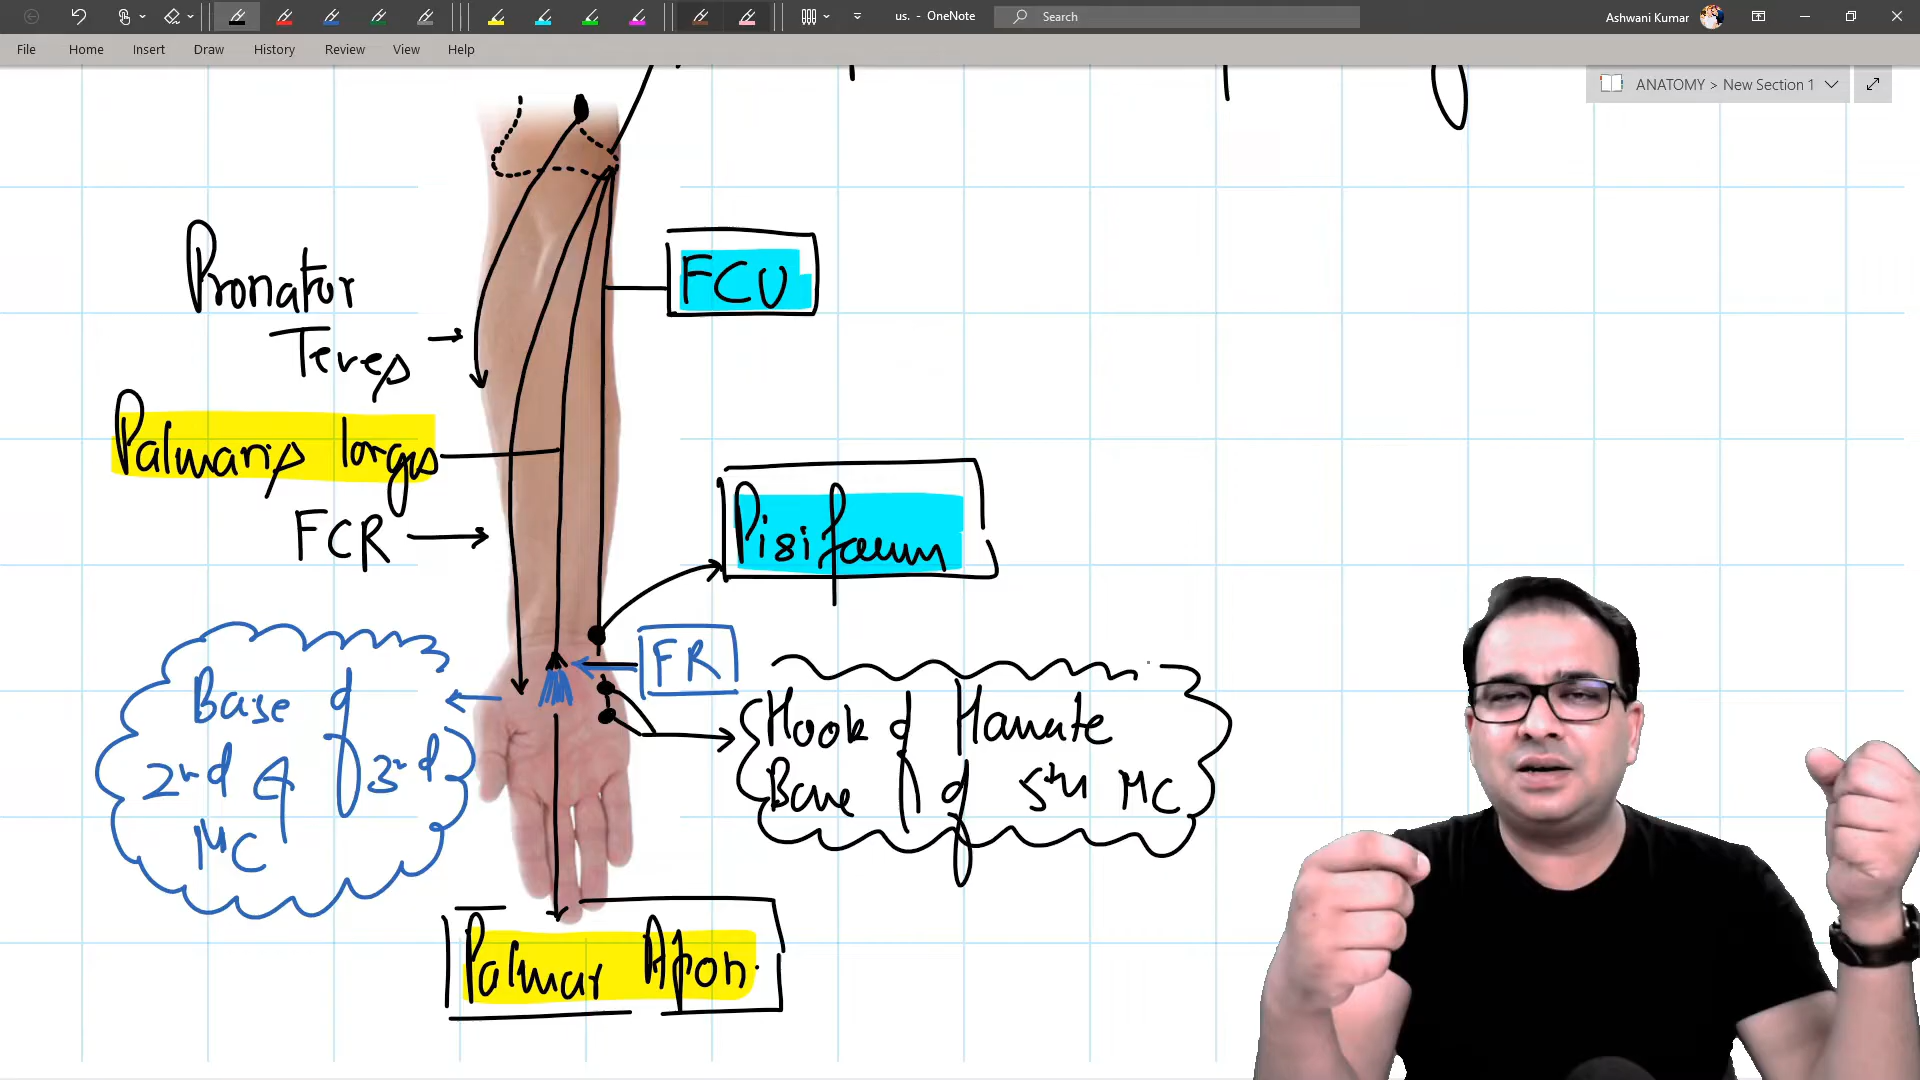 us. - OneNote
Search
Ashwani Kumar
File Home Insert Draw History Review View Help
ANATOMY > New Section 1
FCU
Pronator
Teres
Palmaris longus
FCR
Pisiform
FR
Base of
2nd & 3rd
MC
Hook of Hamate
Base of 5th MC
Palmar Apon.